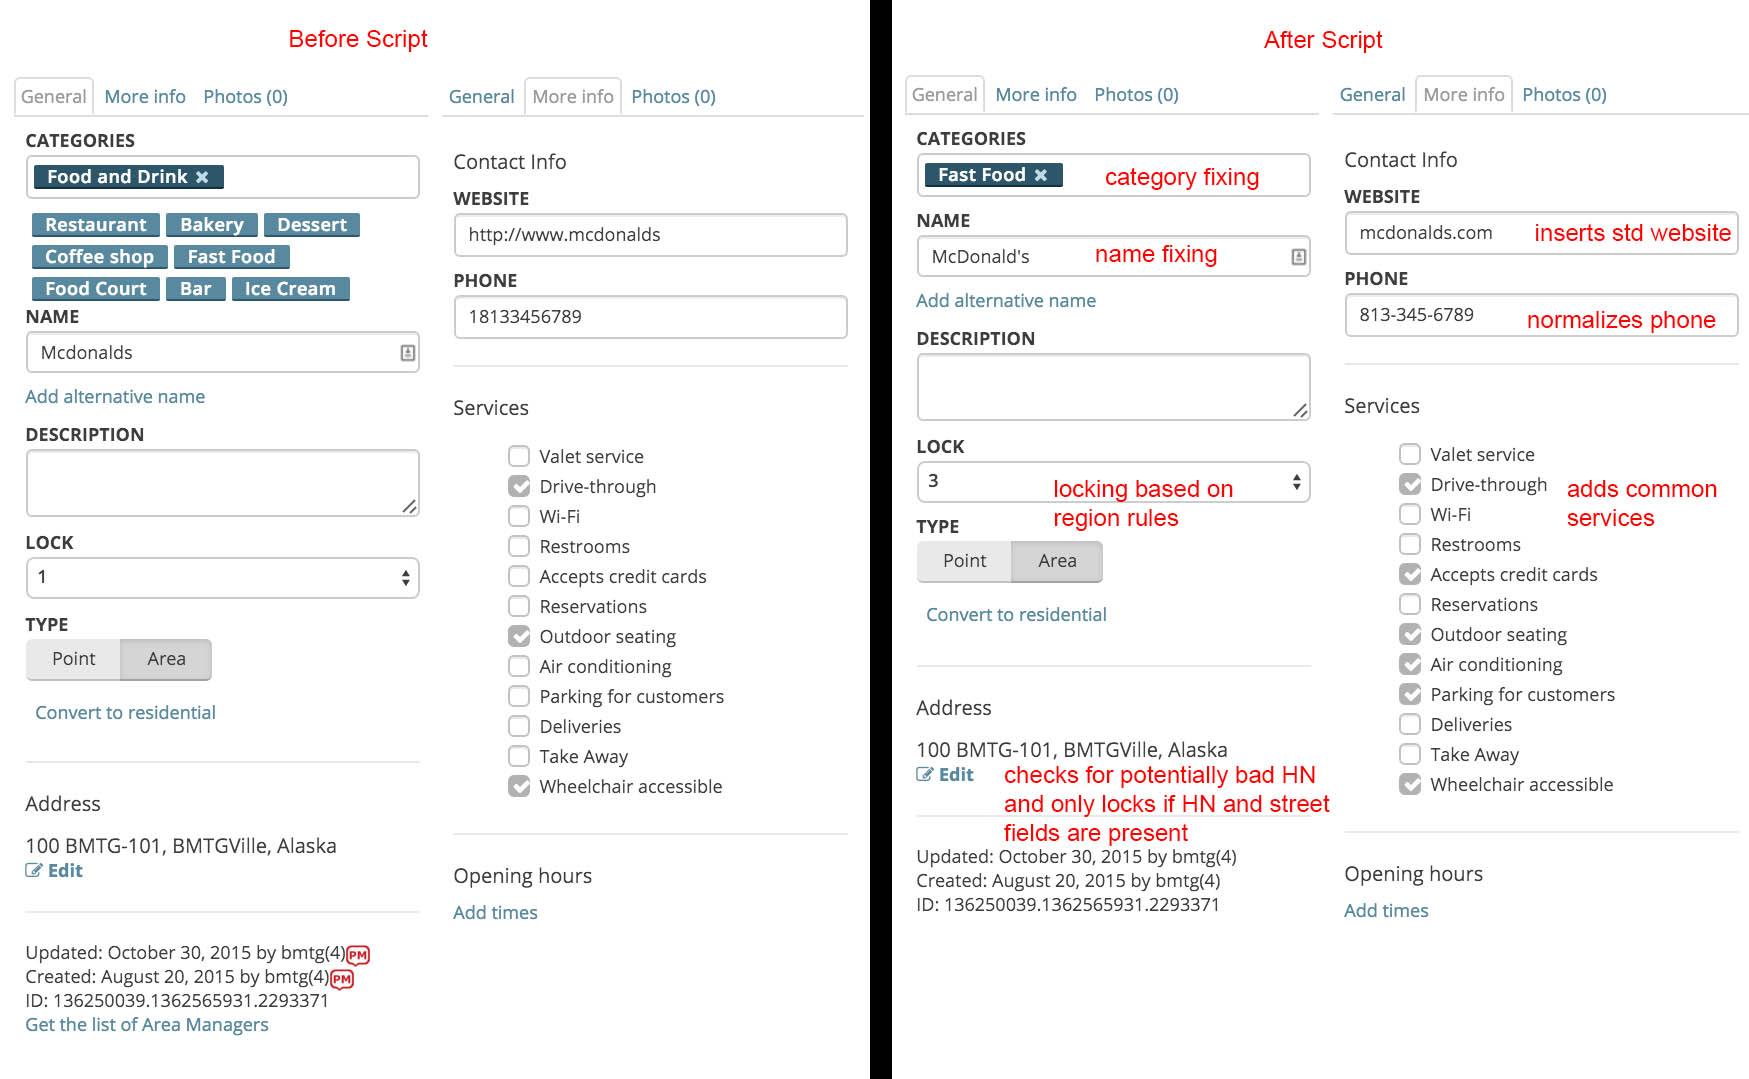 Before Script
General More info Photos (0)
CATEGORIES
Food and Drink ×
Restaurant Bakery Dessert
Coffee shop Fast Food
Food Court Bar Ice Cream
NAME
Mcdonalds
Add alternative name
DESCRIPTION
LOCK
1
TYPE
Point Area
Convert to residential
Address
100 BMTG-101, BMTGVille, Alaska
Edit
Updated: October 30, 2015 by bmtg(4) PM
Created: August 20, 2015 by bmtg(4) PM
ID: 136250039.1362565931.2293371
Get the list of Area Managers
General More info Photos (0)
Contact Info
WEBSITE
http://www.mcdonalds
PHONE
18133456789
Services
Valet service
Drive-through
Wi-Fi
Restrooms
Accepts credit cards
Reservations
Outdoor seating
Air conditioning
Parking for customers
Deliveries
Take Away
Wheelchair accessible
Opening hours
Add times
After Script
General More info Photos (0)
CATEGORIES
Fast Food × category fixing
NAME
McDonald's name fixing
Add alternative name
DESCRIPTION
LOCK
3
locking based on
region rules
TYPE
Point Area
Convert to residential
Address
100 BMTG-101, BMTGVille, Alaska
Edit checks for potentially bad HN
and only locks if HN and street
fields are present
Updated: October 30, 2015 by bmtg(4)
Created: August 20, 2015 by bmtg(4)
ID: 136250039.1362565931.2293371
General More info Photos (0)
Contact Info
WEBSITE
mcdonalds.com inserts std website
PHONE
813-345-6789 normalizes phone
Services
Valet service
Drive-through adds common
services
Wi-Fi
Restrooms
Accepts credit cards
Reservations
Outdoor seating
Air conditioning
Parking for customers
Deliveries
Take Away
Wheelchair accessible
Opening hours
Add times